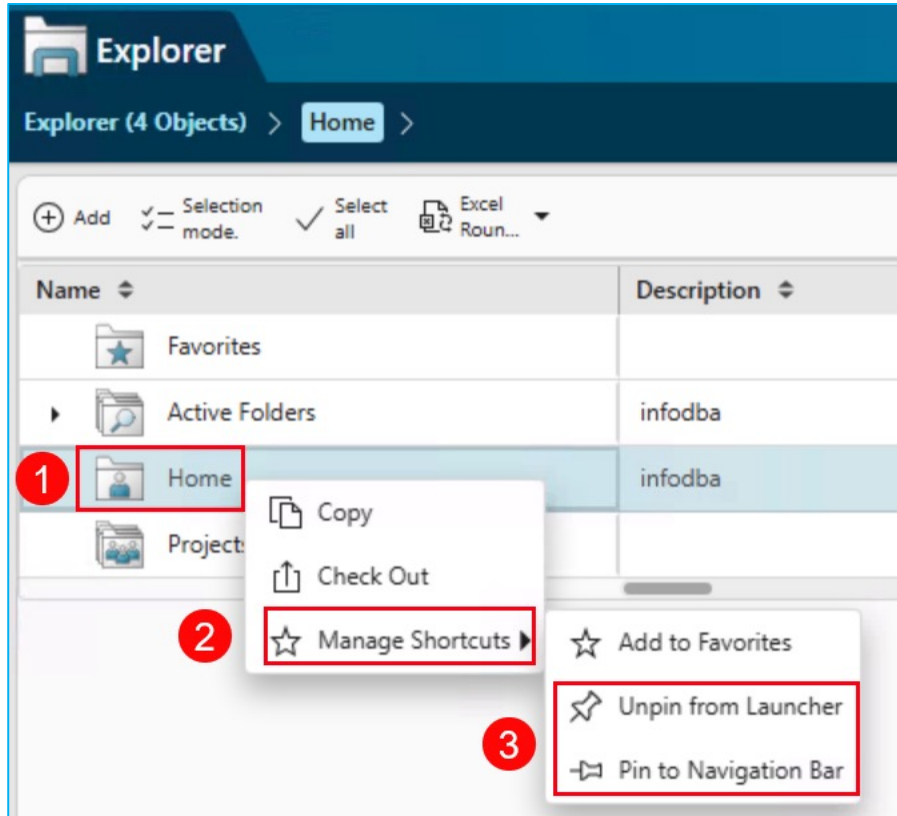 Explorer
Explorer (4 Objects) > Home >
Add
Selection mode.
Select all
Excel Roun...
Name Description
Favorites
Active Folders infodba
1 Home infodba
Copy
Projects
Check Out
2 Manage Shortcuts
Add to Favorites
Unpin from Launcher
3
Pin to Navigation Bar